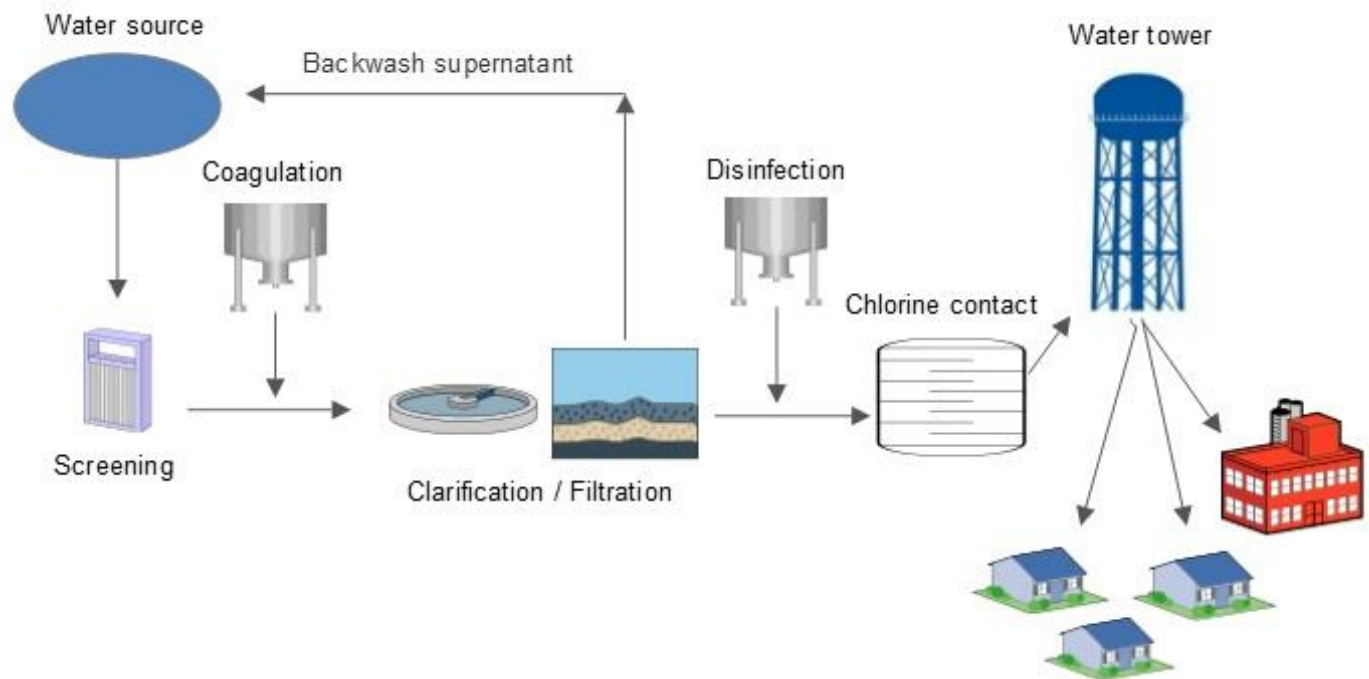 Water source
Water tower
Backwash supernatant
Coagulation
Disinfection
Chlorine contact
Screening
Clarification / Filtration